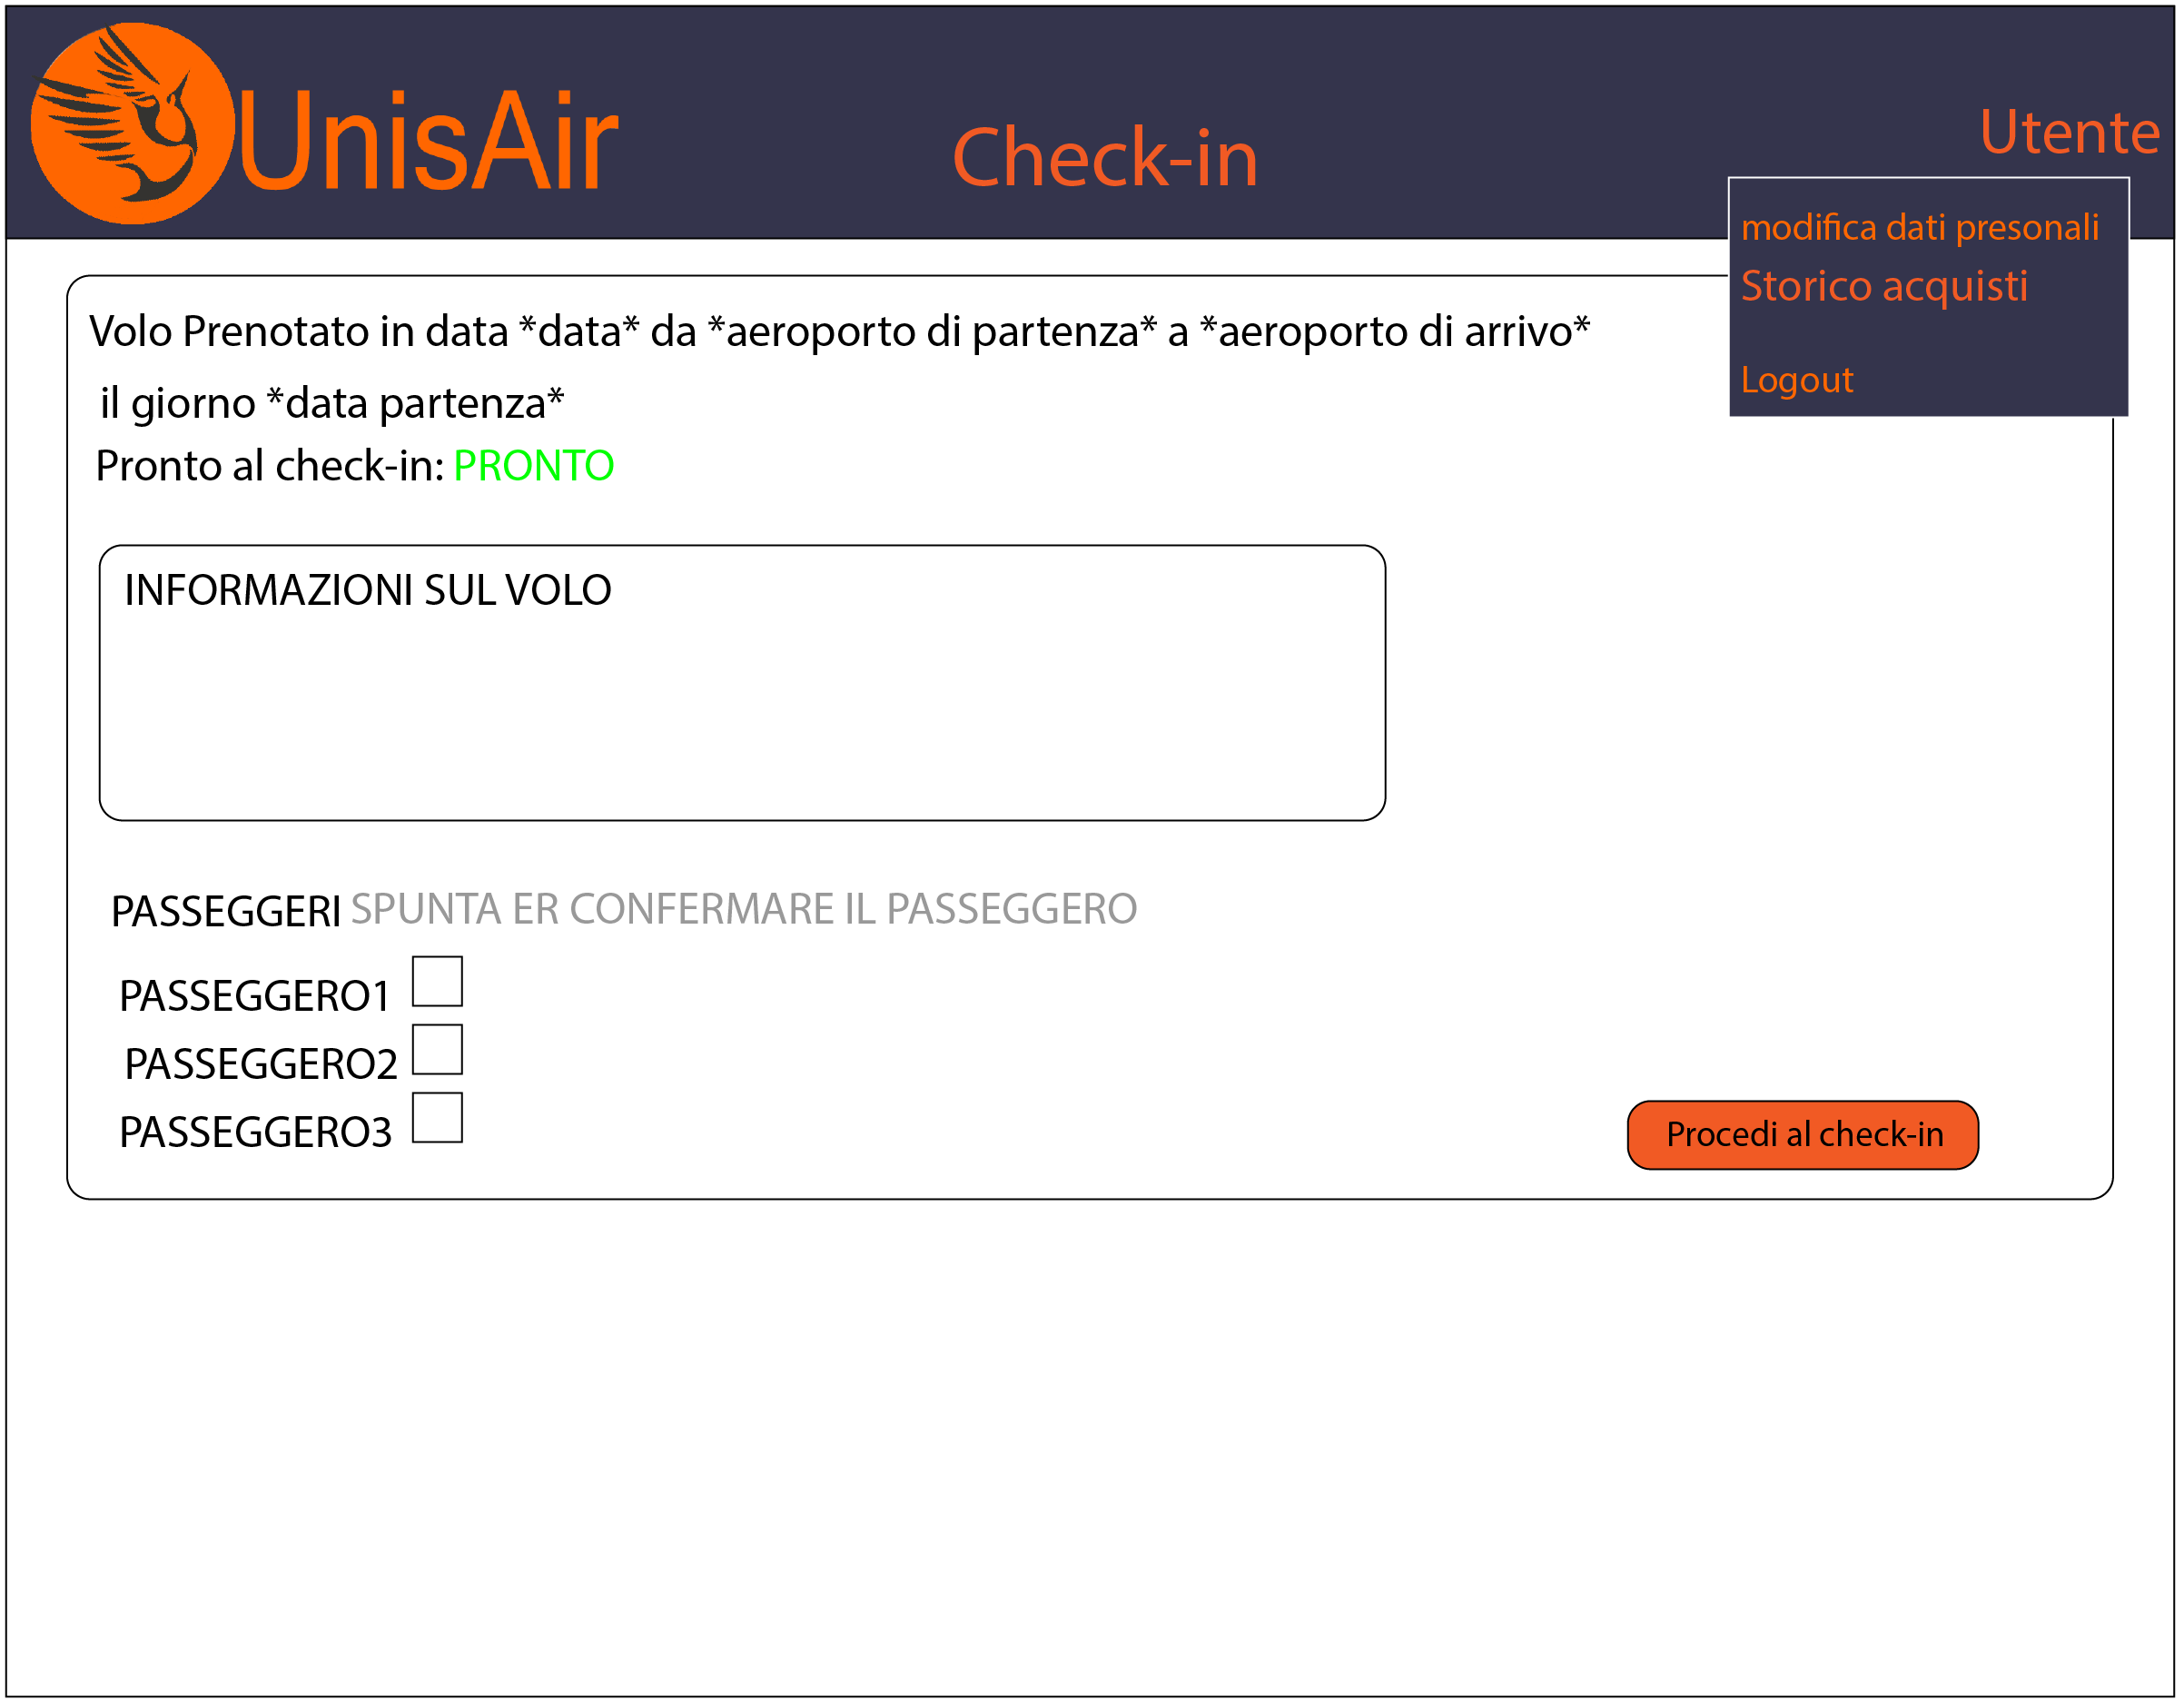 UnisAir
Check-in
Utente
modifica dati presonali
Storico acquisti
Logout
Volo Prenotato in data *data* da *aeroporto di partenza* a *aeroporto di arrivo*
il giorno *data partenza*
Pronto al check-in: PRONTO
INFORMAZIONI SUL VOLO
PASSEGGERI SPUNTA ER CONFERMARE IL PASSEGGERO
PASSEGGERO1
PASSEGGERO2
PASSEGGERO3
Procedi al check-in